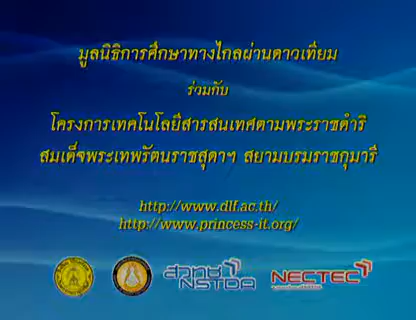 มูลนิธิการศึกษาทางไกลผ่านดาวเทียม
ร่วมกับ
โครงการเทคโนโลยีสารสนเทศตามพระราชดำริ
สมเด็จพระเทพรัตนราชสุดาฯ สยามบรมราชกุมารี
http://www.dlf.ac.th/
http://www.princess-it.org/
สวทช
NSTDA
NECTEC